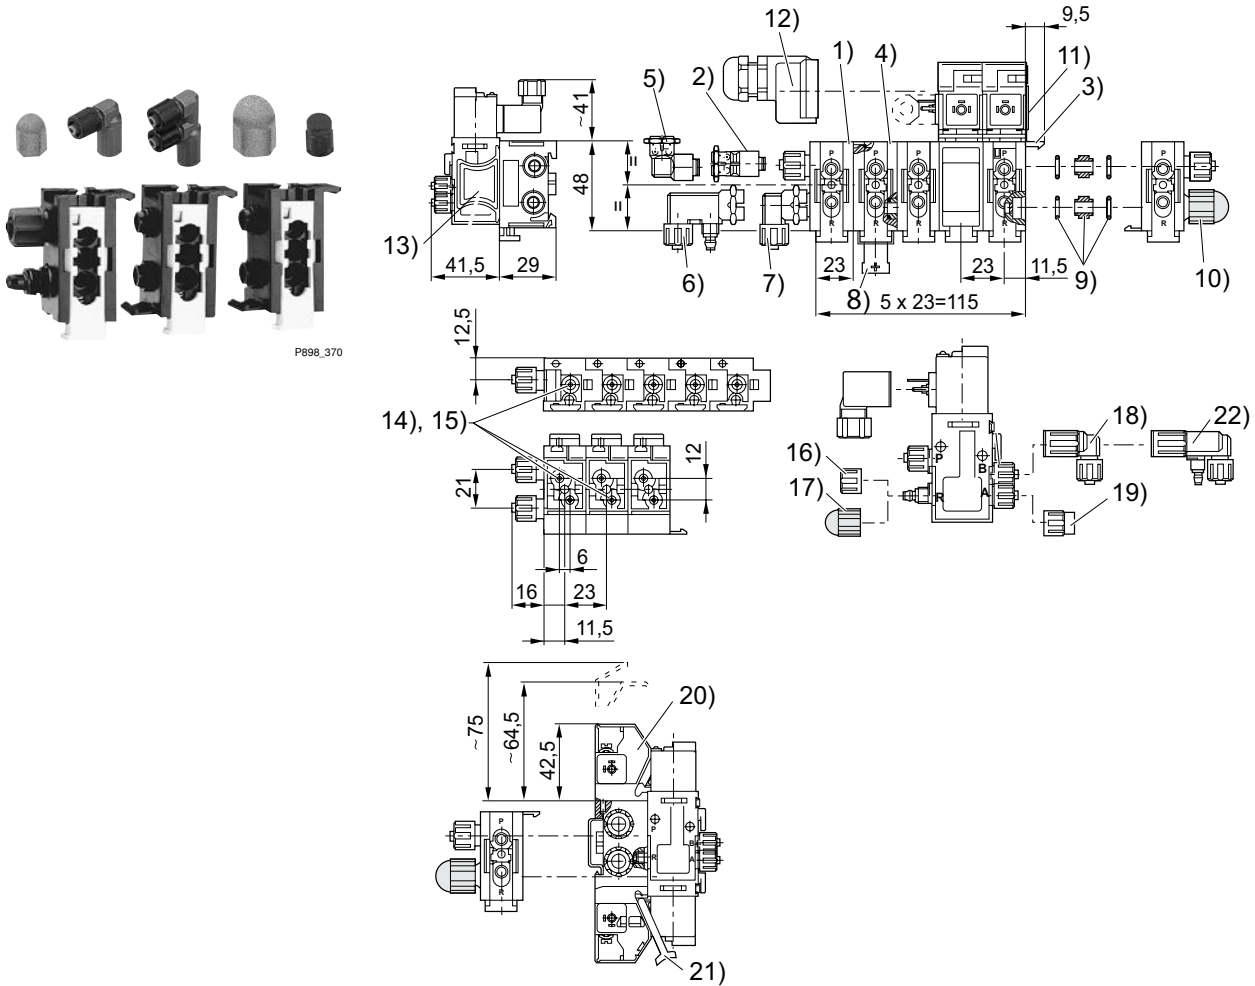 12)
9,5
1)
4)
11)
5)
2)
3)
~41
=
48
=
P
P
P
P
P
R
R
R
R
R
13)
41,5
29
6)
7)
23
8)
23
11,5
9)
10)
5 x 23=115
P898_370
12,5
14), 15)
12
21
6
16
23
11,5
18)
22)
16)
P
B
17)
R
A
19)
~75
~64,5
42,5
20)
P
P
B
R
A
R
21)